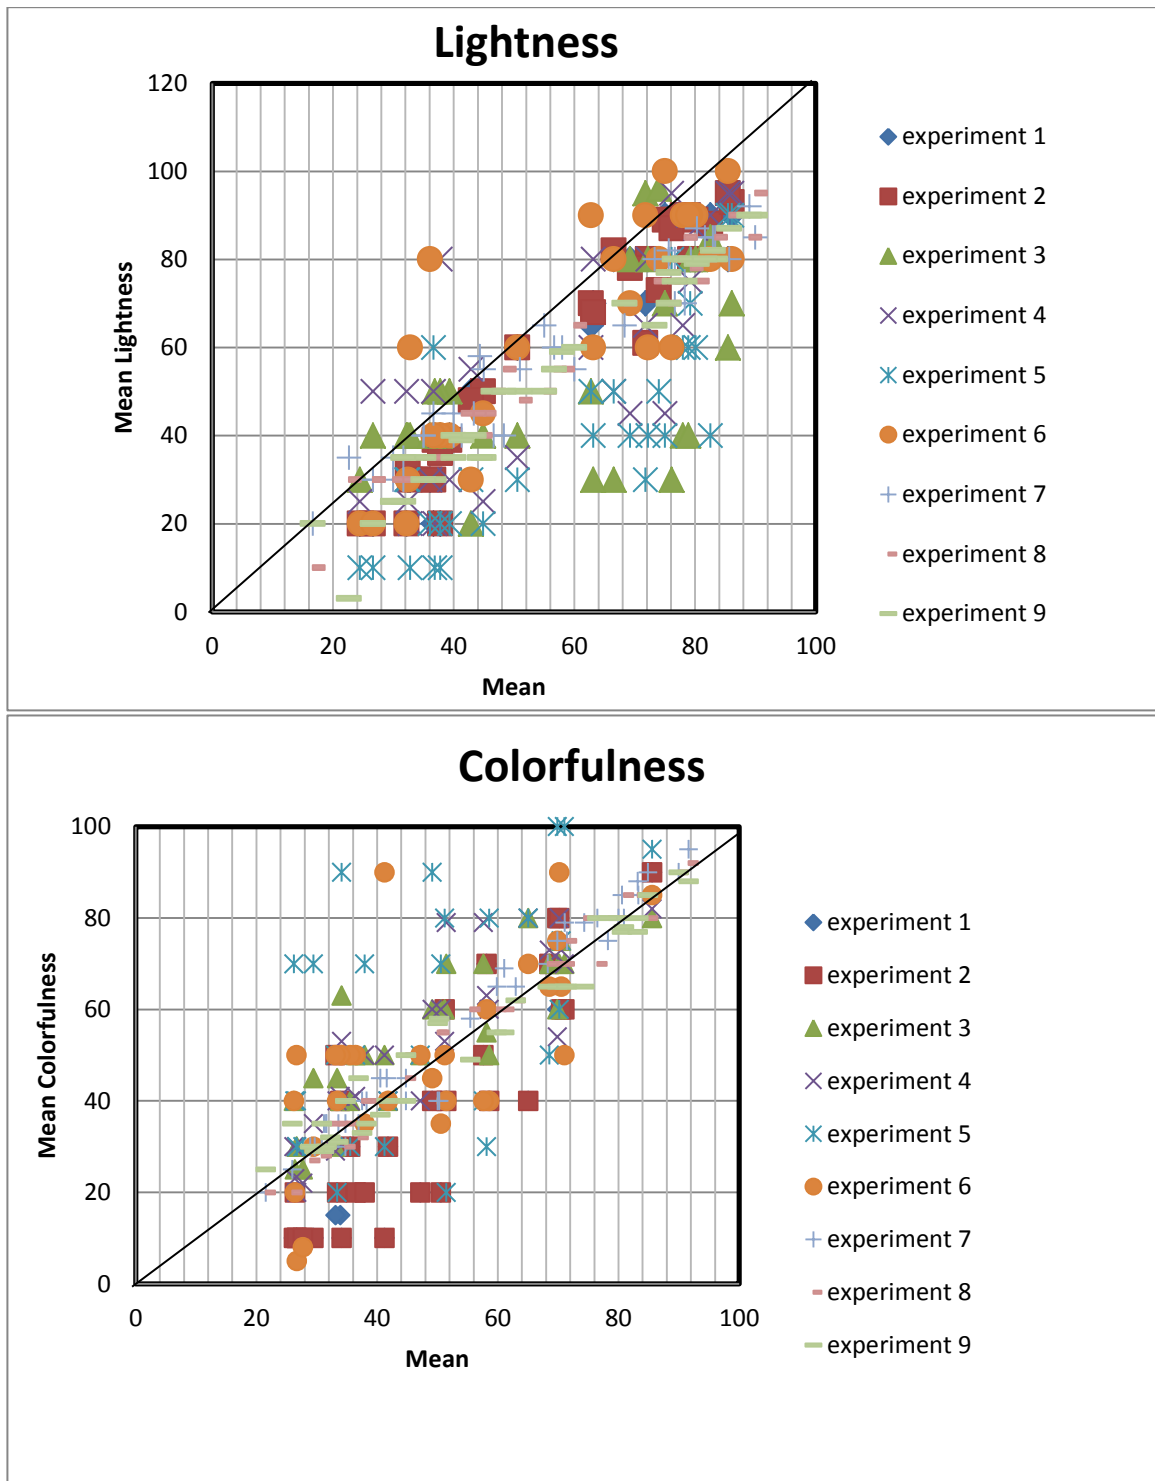 Lightness
120
100
80
60
40
20
0
0 20 40 60 80 100
Mean Lightness
Mean
experiment 1
experiment 2
experiment 3
experiment 4
experiment 5
experiment 6
experiment 7
experiment 8
experiment 9
Colorfulness
100
80
60
40
20
0
0 20 40 60 80 100
Mean Colorfulness
Mean
experiment 1
experiment 2
experiment 3
experiment 4
experiment 5
experiment 6
experiment 7
experiment 8
experiment 9